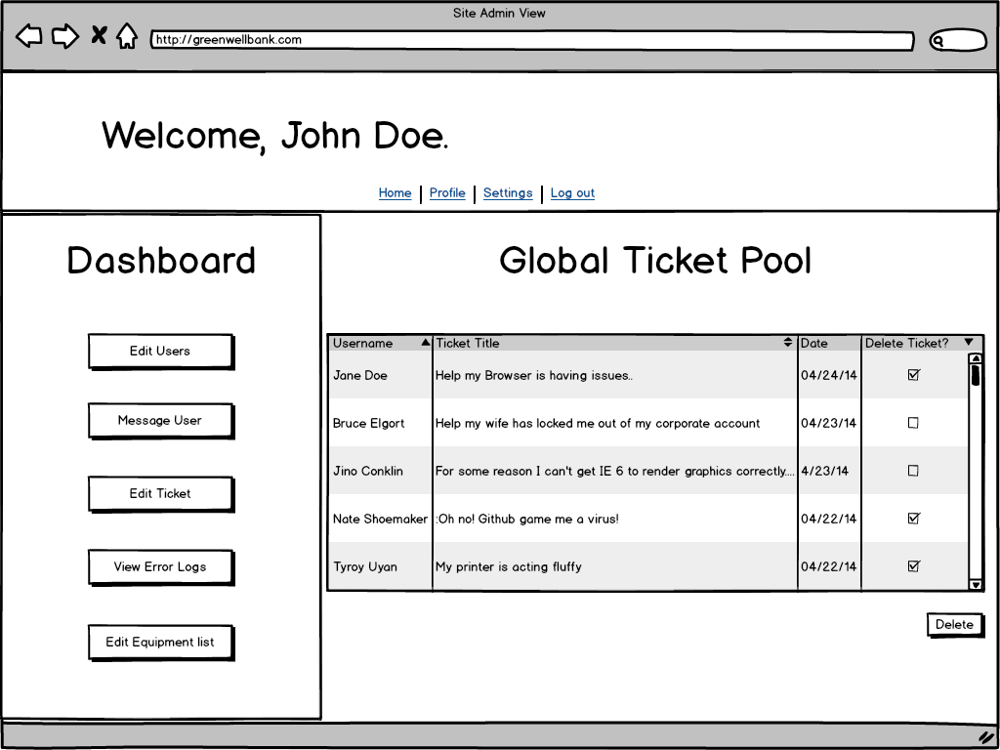 Site Admin View
http://greenwellbank.com
Welcome, John Doe.
Home | Profile | Settings | Log out
Dashboard
Edit Users
Message User
Edit Ticket
View Error Logs
Edit Equipment list
Global Ticket Pool
Username Ticket Title Date Delete Ticket?
Jane Doe Help my Browser is having issues.. 04/24/14
Bruce Elgort Help my wife has locked me out of my corporate account 04/23/14
Jino Conklin For some reason I can't get IE 6 to render graphics correctly.... 4/23/14
Nate Shoemaker :Oh no! Github game me a virus! 04/22/14
Tyroy Uyan My printer is acting fluffy 04/22/14
Delete